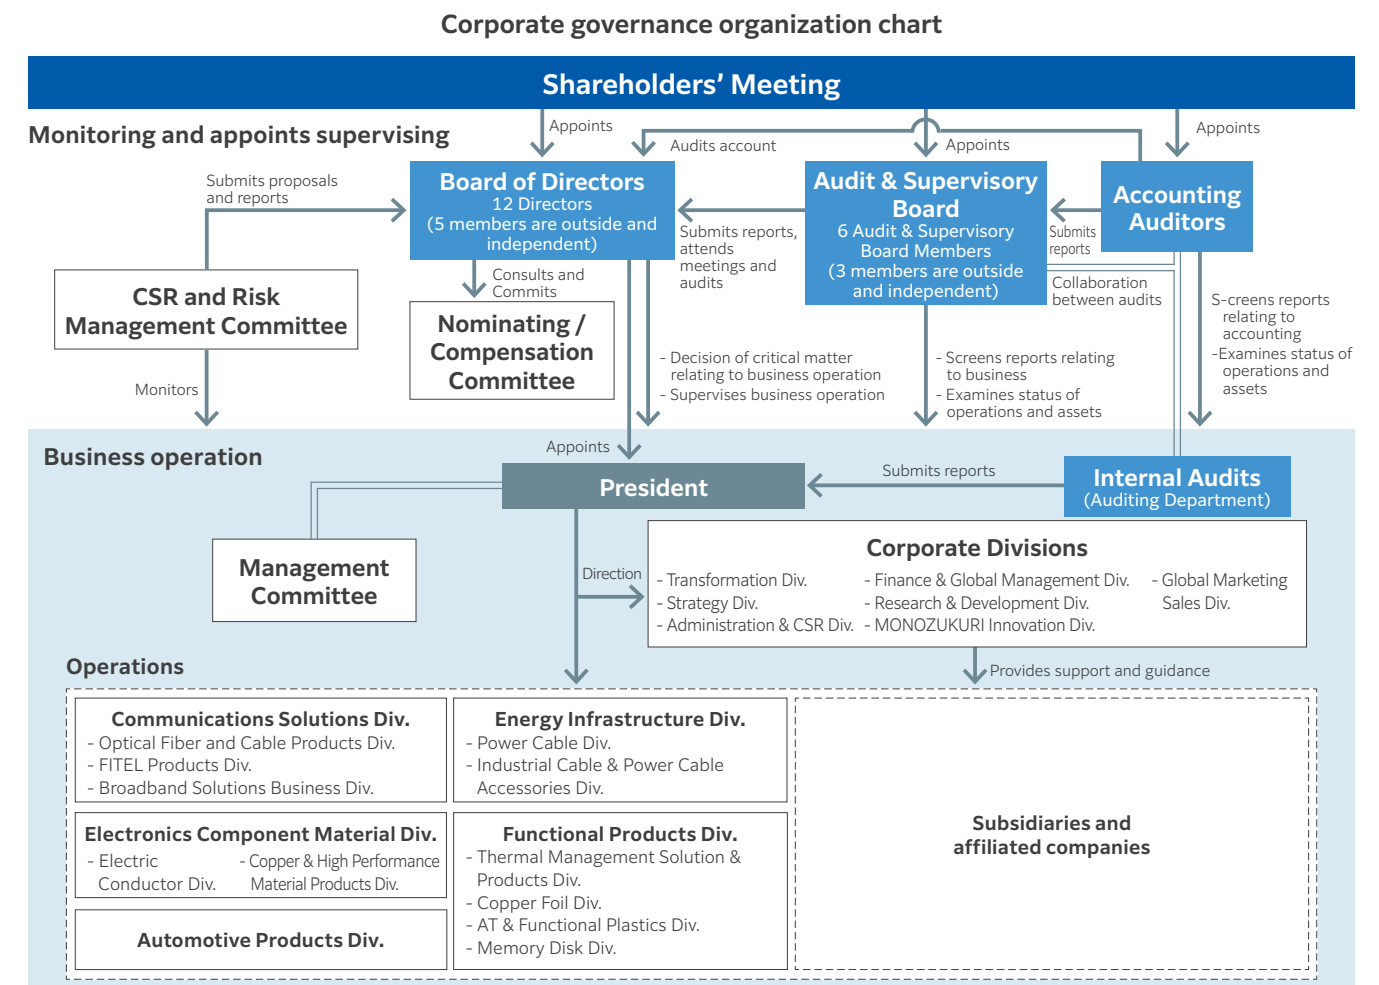 Corporate governance organization chart
Shareholders’ Meeting
Monitoring and appoints supervising
Appoints
Audits account
Appoints
Appoints
Submits proposals
and reports
Board of Directors
12 Directors
(5 members are outside and
independent)
Submits reports,
attends
meetings and
audits
Audit & Supervisory
Board
6 Audit & Supervisory
Board Members
(3 members are outside
and independent)
Submits
reports
Accounting
Auditors
Collaboration
between audits
CSR and Risk
Management Committee
Consults and
Commits
Nominating /
Compensation
Committee
Monitors
- Decision of critical matter
relating to business operation
- Supervises business operation
- Screens reports relating
to business
- Examines status of
operations and assets
S-creens reports
relating to
accounting
-Examines status of
operations and
assets
Business operation
Appoints
President
Submits reports
Internal Audits
(Auditing Department)
Management
Committee
Direction
Corporate Divisions
- Transformation Div.
- Strategy Div.
- Administration & CSR Div.
- Finance & Global Management Div.
- Research & Development Div.
- MONOZUKURI Innovation Div.
- Global Marketing
Sales Div.
Provides support and guidance
Operations
Communications Solutions Div.
- Optical Fiber and Cable Products Div.
- FITEL Products Div.
- Broadband Solutions Business Div.
Energy Infrastructure Div.
- Power Cable Div.
- Industrial Cable & Power Cable
Accessories Div.
Electronics Component Material Div.
- Electric
Conductor Div.
- Copper & High Performance
Material Products Div.
Functional Products Div.
- Thermal Management Solution &
Products Div.
- Copper Foil Div.
- AT & Functional Plastics Div.
- Memory Disk Div.
Automotive Products Div.
Subsidiaries and
affiliated companies